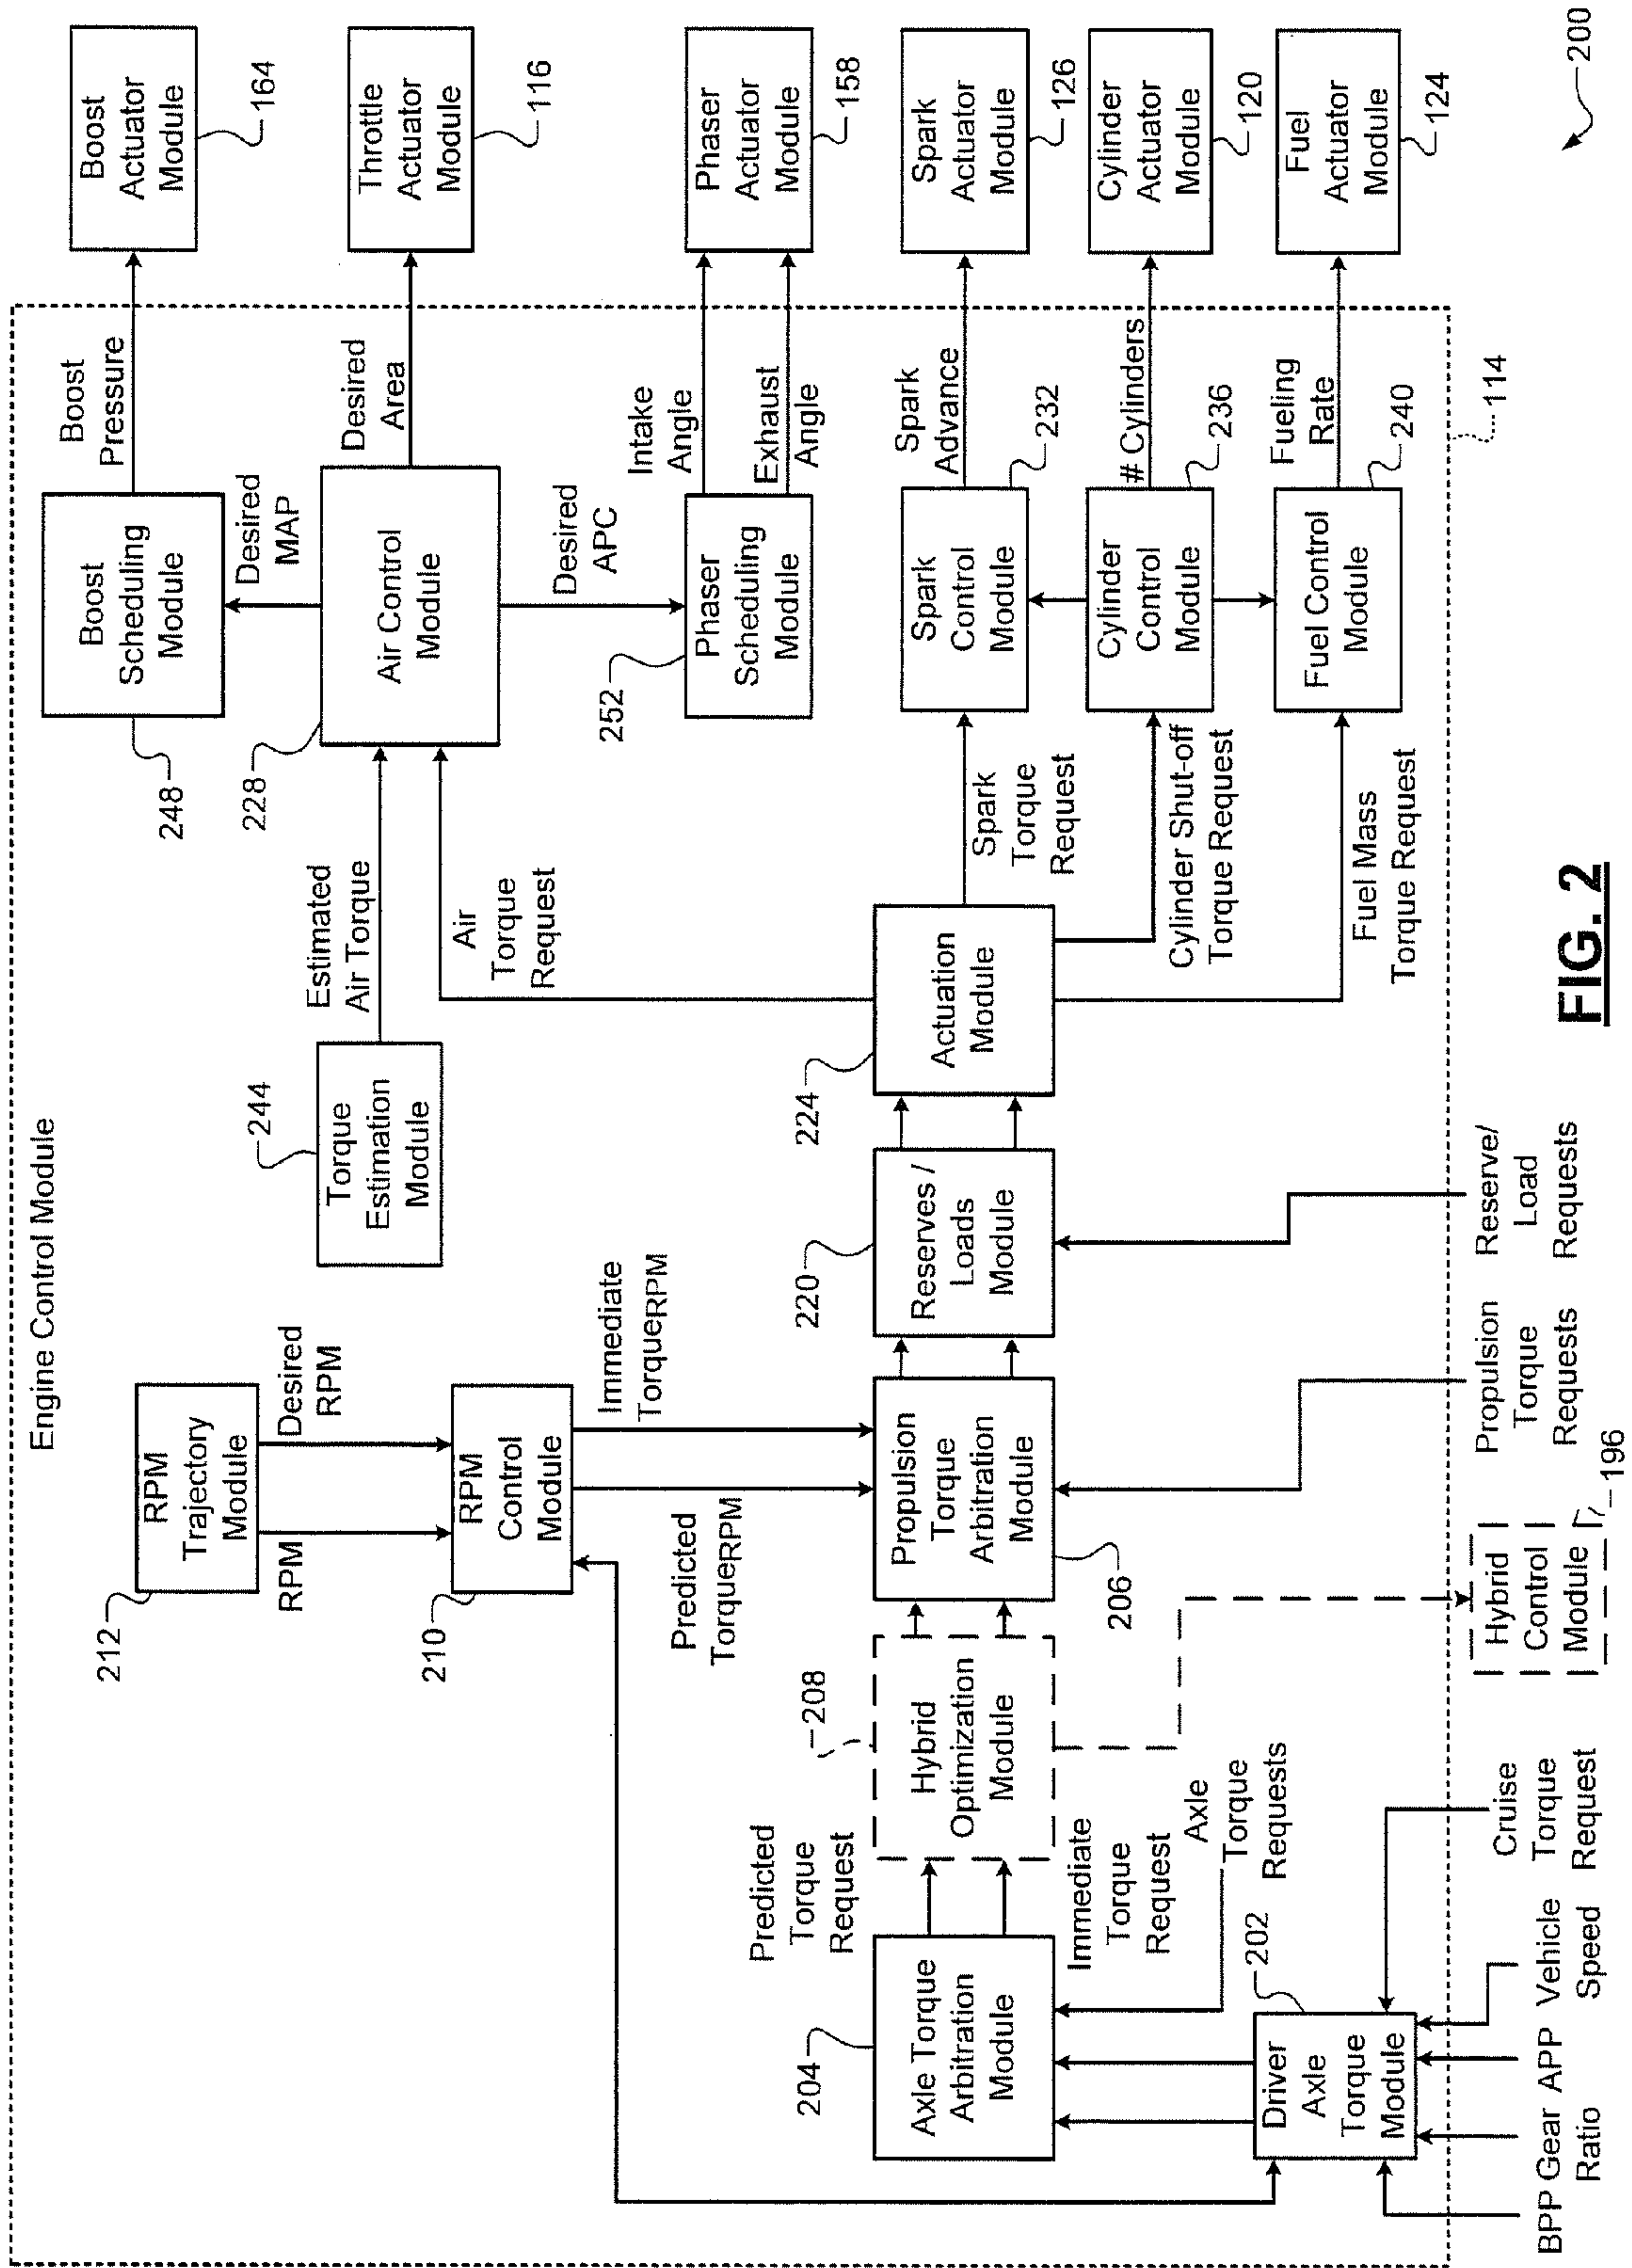 Engine Control Module
212
RPM
Trajectory
Module
RPM
Desired
RPM
210
RPM
Control
Module
Predicted
TorqueRPM
Immediate
TorqueRPM
244
Torque
Estimation
Module
Estimated
Air Torque
Air
Torque
Request
248
Boost
Scheduling
Module
Boost
Pressure
Boost
Actuator
Module
164
Desired
MAP
228
Air Control
Module
Desired
Area
Throttle
Actuator
Module
116
Desired
APC
252
Phaser
Scheduling
Module
Intake
Angle
Exhaust
Angle
Phaser
Actuator
Module
158
204
Axle Torque
Arbitration
Module
Predicted
Torque
Request
Immediate
Torque
Request
208
Hybrid
Optimization
Module
Propulsion
Torque
Arbitration
Module
206
220
Reserves /
Loads
Module
224
Actuation
Module
Spark
Torque
Request
Cylinder Shut-off
Torque Request
Fuel Mass
Torque Request
Spark
Control
Module
232
Spark
Advance
Spark
Actuator
Module
126
Cylinder
Control
Module
236
# Cylinders
Cylinder
Actuator
Module
120
Fuel Control
Module
240
Fueling
Rate
Fuel
Actuator
Module
124
114
Axle
Torque
Requests
202
Driver
Axle
Torque
Module
BPP
Gear
Ratio
APP
Vehicle
Speed
Cruise
Torque
Request
Hybrid
Control
Module
196
Propulsion
Torque
Requests
Reserve/
Load
Requests
FIG. 2
200